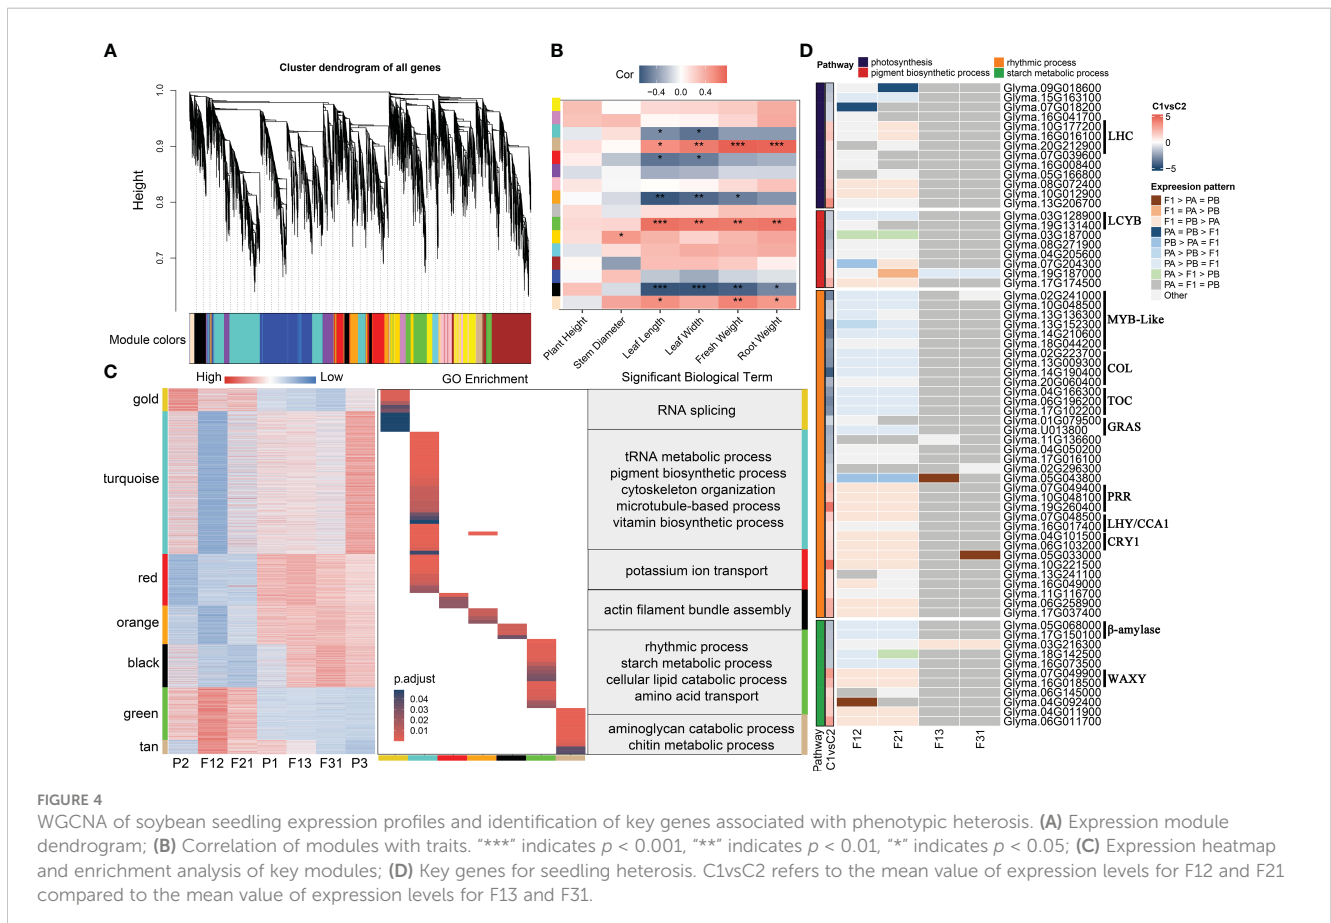 A
Cluster dendrogram of all genes
Height
1.0
0.9
0.8
0.7
Module colors
B
Cor
−0.4 0.0 0.4
* *
* ** *** ***
* *
** ** *
*** ** ** **
*
*** *** ** *
* ** *
Plant Height
Stem Diameter
Leaf Length
Leaf Width
Fresh Weight
Root Weight
C
High Low
GO Enrichment
Significant Biological Term
gold
turquoise
red
orange
black
green
tan
P2 F12 F21 P1 F13 F31 P3
p.adjust
0.04
0.03
0.02
0.01
RNA splicing
tRNA metabolic process
pigment biosynthetic process
cytoskeleton organization
microtubule-based process
vitamin biosynthetic process
potassium ion transport
actin filament bundle assembly
rhythmic process
starch metabolic process
cellular lipid catabolic process
amino acid transport
aminoglycan catabolic process
chitin metabolic process
D
Pathway
photosynthesis
rhythmic process
pigment biosynthetic process
starch metabolic process
Glyma.09G018600
Glyma.15G163100
Glyma.07G018200
Glyma.16G041700
Glyma.10G177200
Glyma.16G016100
Glyma.20G212900
Glyma.07G039600
Glyma.16G008400
Glyma.05G166800
Glyma.08G072400
Glyma.10G012900
Glyma.13G206700
LHC
Glyma.03G128900
Glyma.19G131400
Glyma.03G187000
Glyma.08G271900
Glyma.04G205600
Glyma.07G204300
Glyma.19G187000
Glyma.17G174500
LCYB
Glyma.02G241000
Glyma.10G048500
Glyma.13G136300
Glyma.13G152300
Glyma.14G210600
Glyma.18G044200
Glyma.02G223700
Glyma.13G009300
Glyma.14G190400
Glyma.20G060400
Glyma.04G166300
Glyma.06G196200
Glyma.17G102200
Glyma.01G079500
Glyma.U013800
Glyma.11G136600
Glyma.04G050200
Glyma.17G016100
Glyma.02G296300
Glyma.05G043800
Glyma.07G049400
Glyma.10G048100
Glyma.19G260400
Glyma.07G048500
Glyma.16G017400
Glyma.04G101500
Glyma.06G103200
Glyma.05G033000
Glyma.10G221500
Glyma.13G241100
Glyma.16G049000
Glyma.11G116700
Glyma.06G258900
Glyma.17G037400
MYB-Like
COL
TOC
GRAS
PRR
LHY/CCA1
CRY1
Glyma.05G068000
Glyma.17G150100
Glyma.03G216300
Glyma.18G142500
Glyma.16G073500
Glyma.07G049900
Glyma.16G018500
Glyma.06G145000
Glyma.04G092400
Glyma.04G011900
Glyma.06G011700
β-amylase
WAXY
Pathway
C1vsC2
F12
F21
F13
F31
C1vsC2
5
0
−5
Experssion pattern
F1 > PA = PB
F1 = PA > PB
F1 = PB > PA
PA = PB > F1
PB > PA = F1
PA > PB = F1
PA > F1 > PB
PA = F1 = PB
Other
FIGURE 4
WGCNA of soybean seedling expression profiles and identification of key genes associated with phenotypic heterosis. (A) Expression module
dendrogram; (B) Correlation of modules with traits. “***” indicates p < 0.001, “**” indicates p < 0.01, “*” indicates p < 0.05; (C) Expression heatmap
and enrichment analysis of key modules; (D) Key genes for seedling heterosis. C1vsC2 refers to the mean value of expression levels for F12 and F21
compared to the mean value of expression levels for F13 and F31.